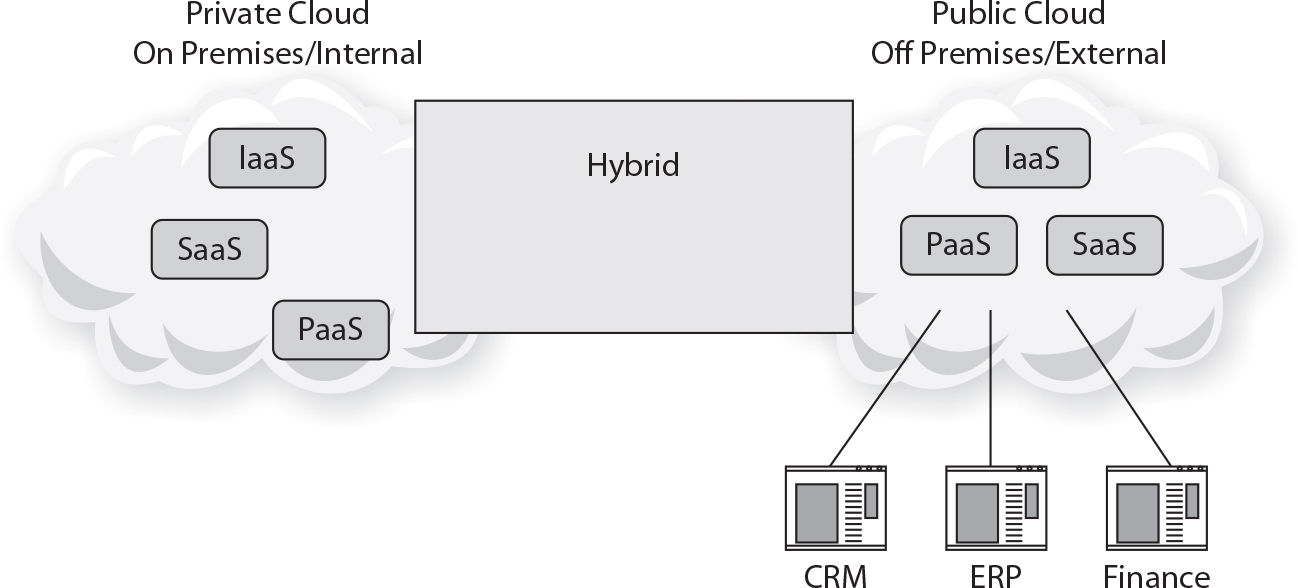 Private Cloud
On Premises/Internal
Public Cloud
Off Premises/External
Hybrid
IaaS
SaaS
PaaS
IaaS
PaaS
SaaS
CRM
ERP
Finance